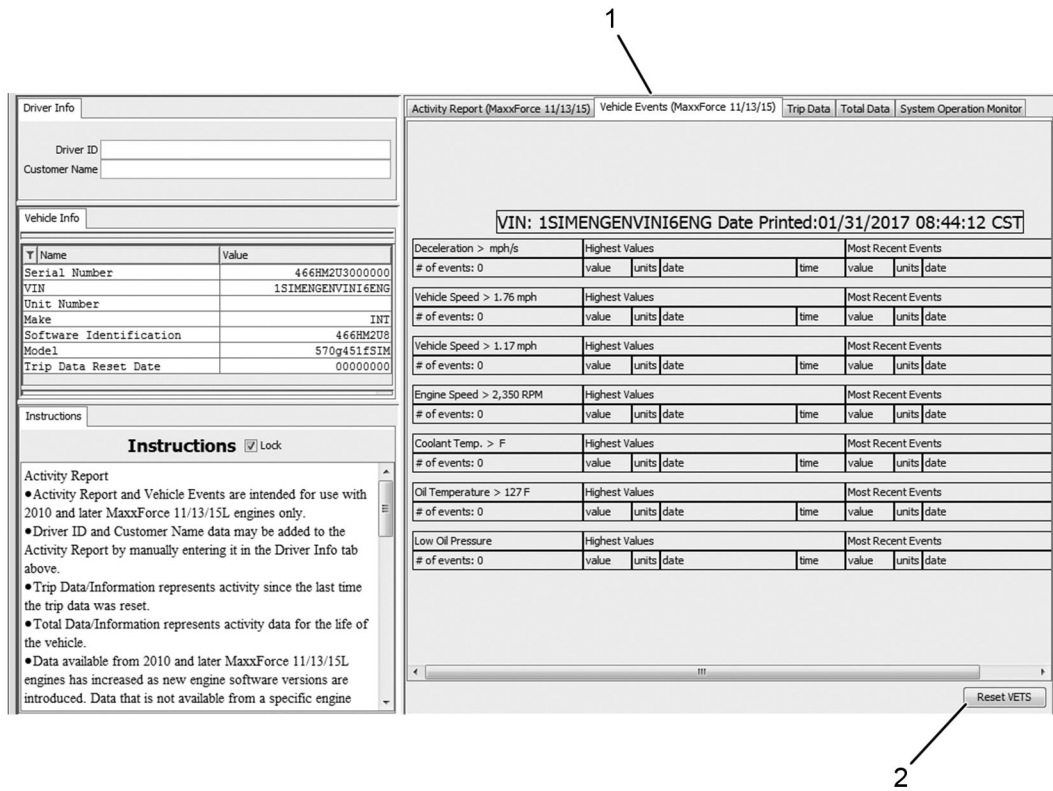 1
Driver Info
Driver ID
Customer Name
Vehicle Info
Name Value
Serial Number 466HM2U3000000
VIN 1SIMENGENVINI6ENG
Unit Number
Make INT
Software Identification 466HM2U8
Model 570g451fSIM
Trip Data Reset Date 00000000
Instructions
Instructions Lock
Activity Report
●Activity Report and Vehicle Events are intended for use with
2010 and later MaxxForce 11/13/15L engines only.
●Driver ID and Customer Name data may be added to the
Activity Report by manually entering it in the Driver Info tab
above.
●Trip Data/Information represents activity since the last time
the trip data was reset.
●Total Data/Information represents activity data for the life of
the vehicle.
●Data available from 2010 and later MaxxForce 11/13/15L
engines has increased as new engine software versions are
introduced. Data that is not available from a specific engine
Activity Report (MaxxForce 11/13/15) Vehicle Events (MaxxForce 11/13/15) Trip Data Total Data System Operation Monitor
VIN: 1SIMENGENVINI6ENG Date Printed:01/31/2017 08:44:12 CST
Deceleration > mph/s Highest Values Most Recent Events
# of events: 0 value units date time value units date
Vehicle Speed > 1.76 mph Highest Values Most Recent Events
# of events: 0 value units date time value units date
Vehicle Speed > 1.17 mph Highest Values Most Recent Events
# of events: 0 value units date time value units date
Engine Speed > 2,350 RPM Highest Values Most Recent Events
# of events: 0 value units date time value units date
Coolant Temp. > F Highest Values Most Recent Events
# of events: 0 value units date time value units date
Oil Temperature > 127 F Highest Values Most Recent Events
# of events: 0 value units date time value units date
Low Oil Pressure Highest Values Most Recent Events
# of events: 0 value units date time value units date
Reset VETS
2